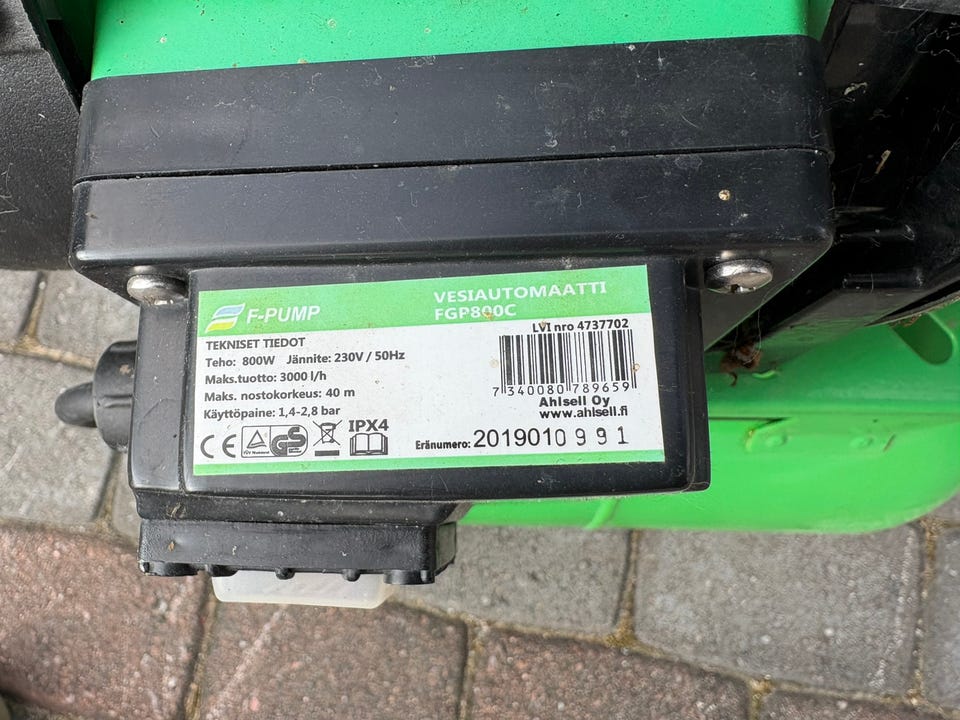 F-PUMP
VESIAUTOMAATTI
FGP800C
LVI nro 4737702
TEKNISET TIEDOT
Teho: 800W Jännite: 230V / 50Hz
Maks.tuotto: 3000 l/h
Maks. nostokorkeus: 40 m
Käyttöpaine: 1,4-2,8 bar
7 340080 789659
Ahlsell Oy
www.ahlsell.fi
CE
TÜV Rheinland
GS
IPX4
Eränumero: 2019010991